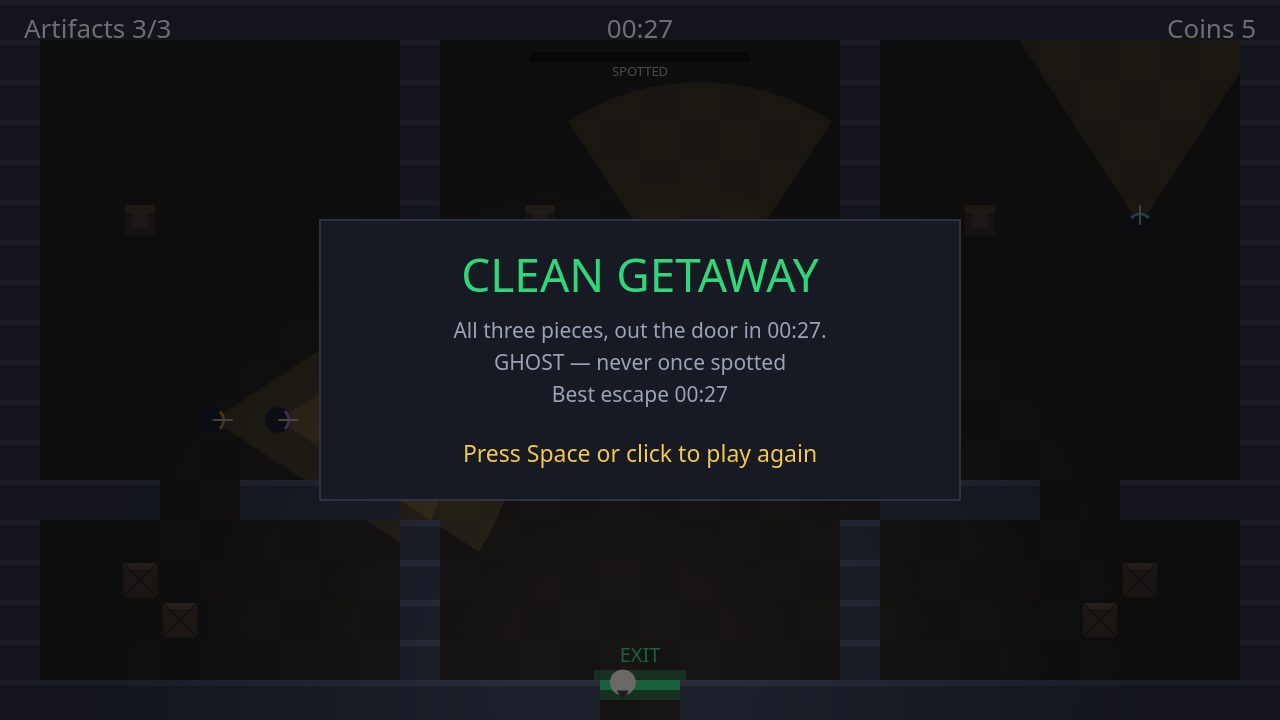 Artifacts 3/3
00:27
Coins 5
SPOTTED
CLEAN GETAWAY
All three pieces, out the door in 00:27.
GHOST — never once spotted
Best escape 00:27
Press Space or click to play again
EXIT